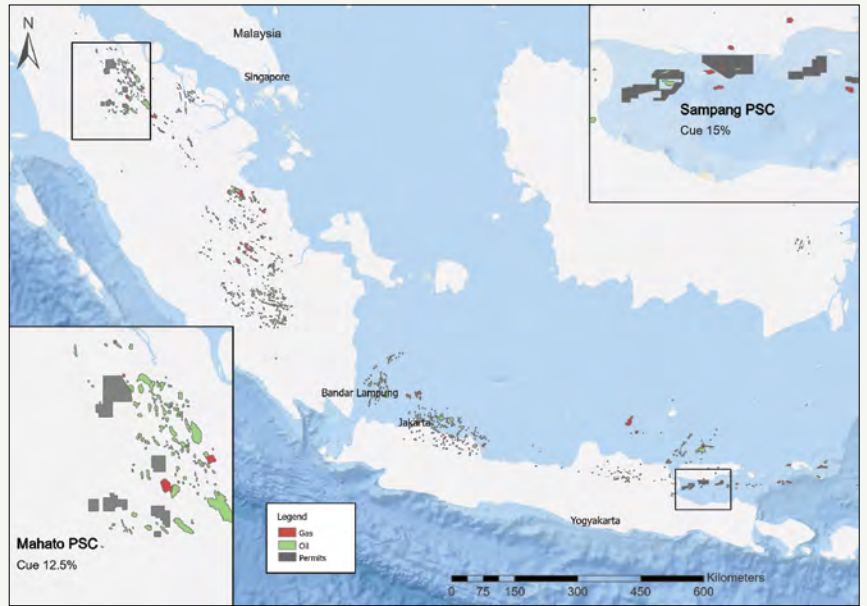 N
Malaysia
Singapore
Sampang PSC
Cue 15%
Bandar Lampung
Jakarta
Yogyakarta
Mahato PSC
Cue 12.5%
Legend
Gas
Oil
Permits
Kilometers
0 75 150 300 450 600